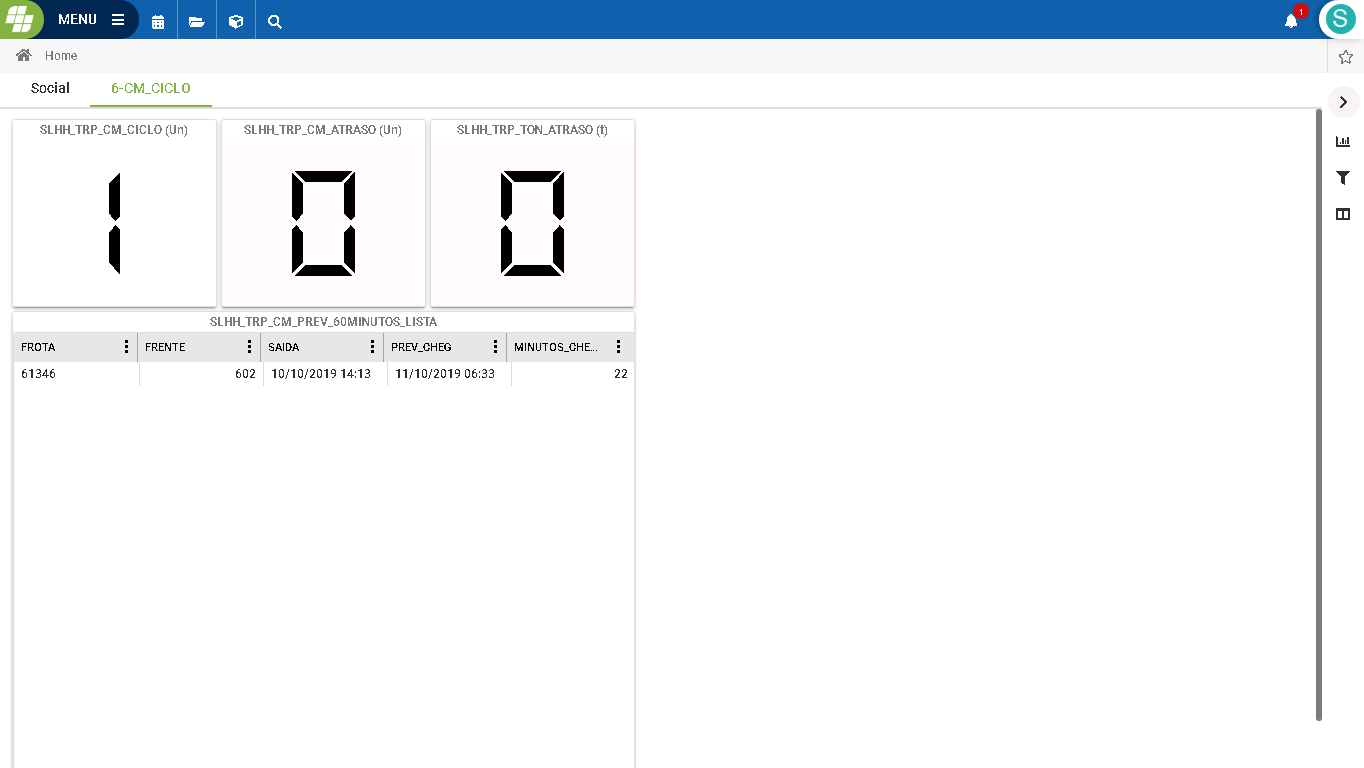 MENU
1
S
Home
Social
6-CM_CICLO
SLHH_TRP_CM_CICLO (Un)
SLHH_TRP_CM_ATRASO (Un)
SLHH_TRP_TON_ATRASO (t)
1
0
0
SLHH_TRP_CM_PREV_60MINUTOS_LISTA
FROTA FRENTE SAIDA PREV_CHEG MINUTOS_CHE...
61346 602 10/10/2019 14:13 11/10/2019 06:33 22